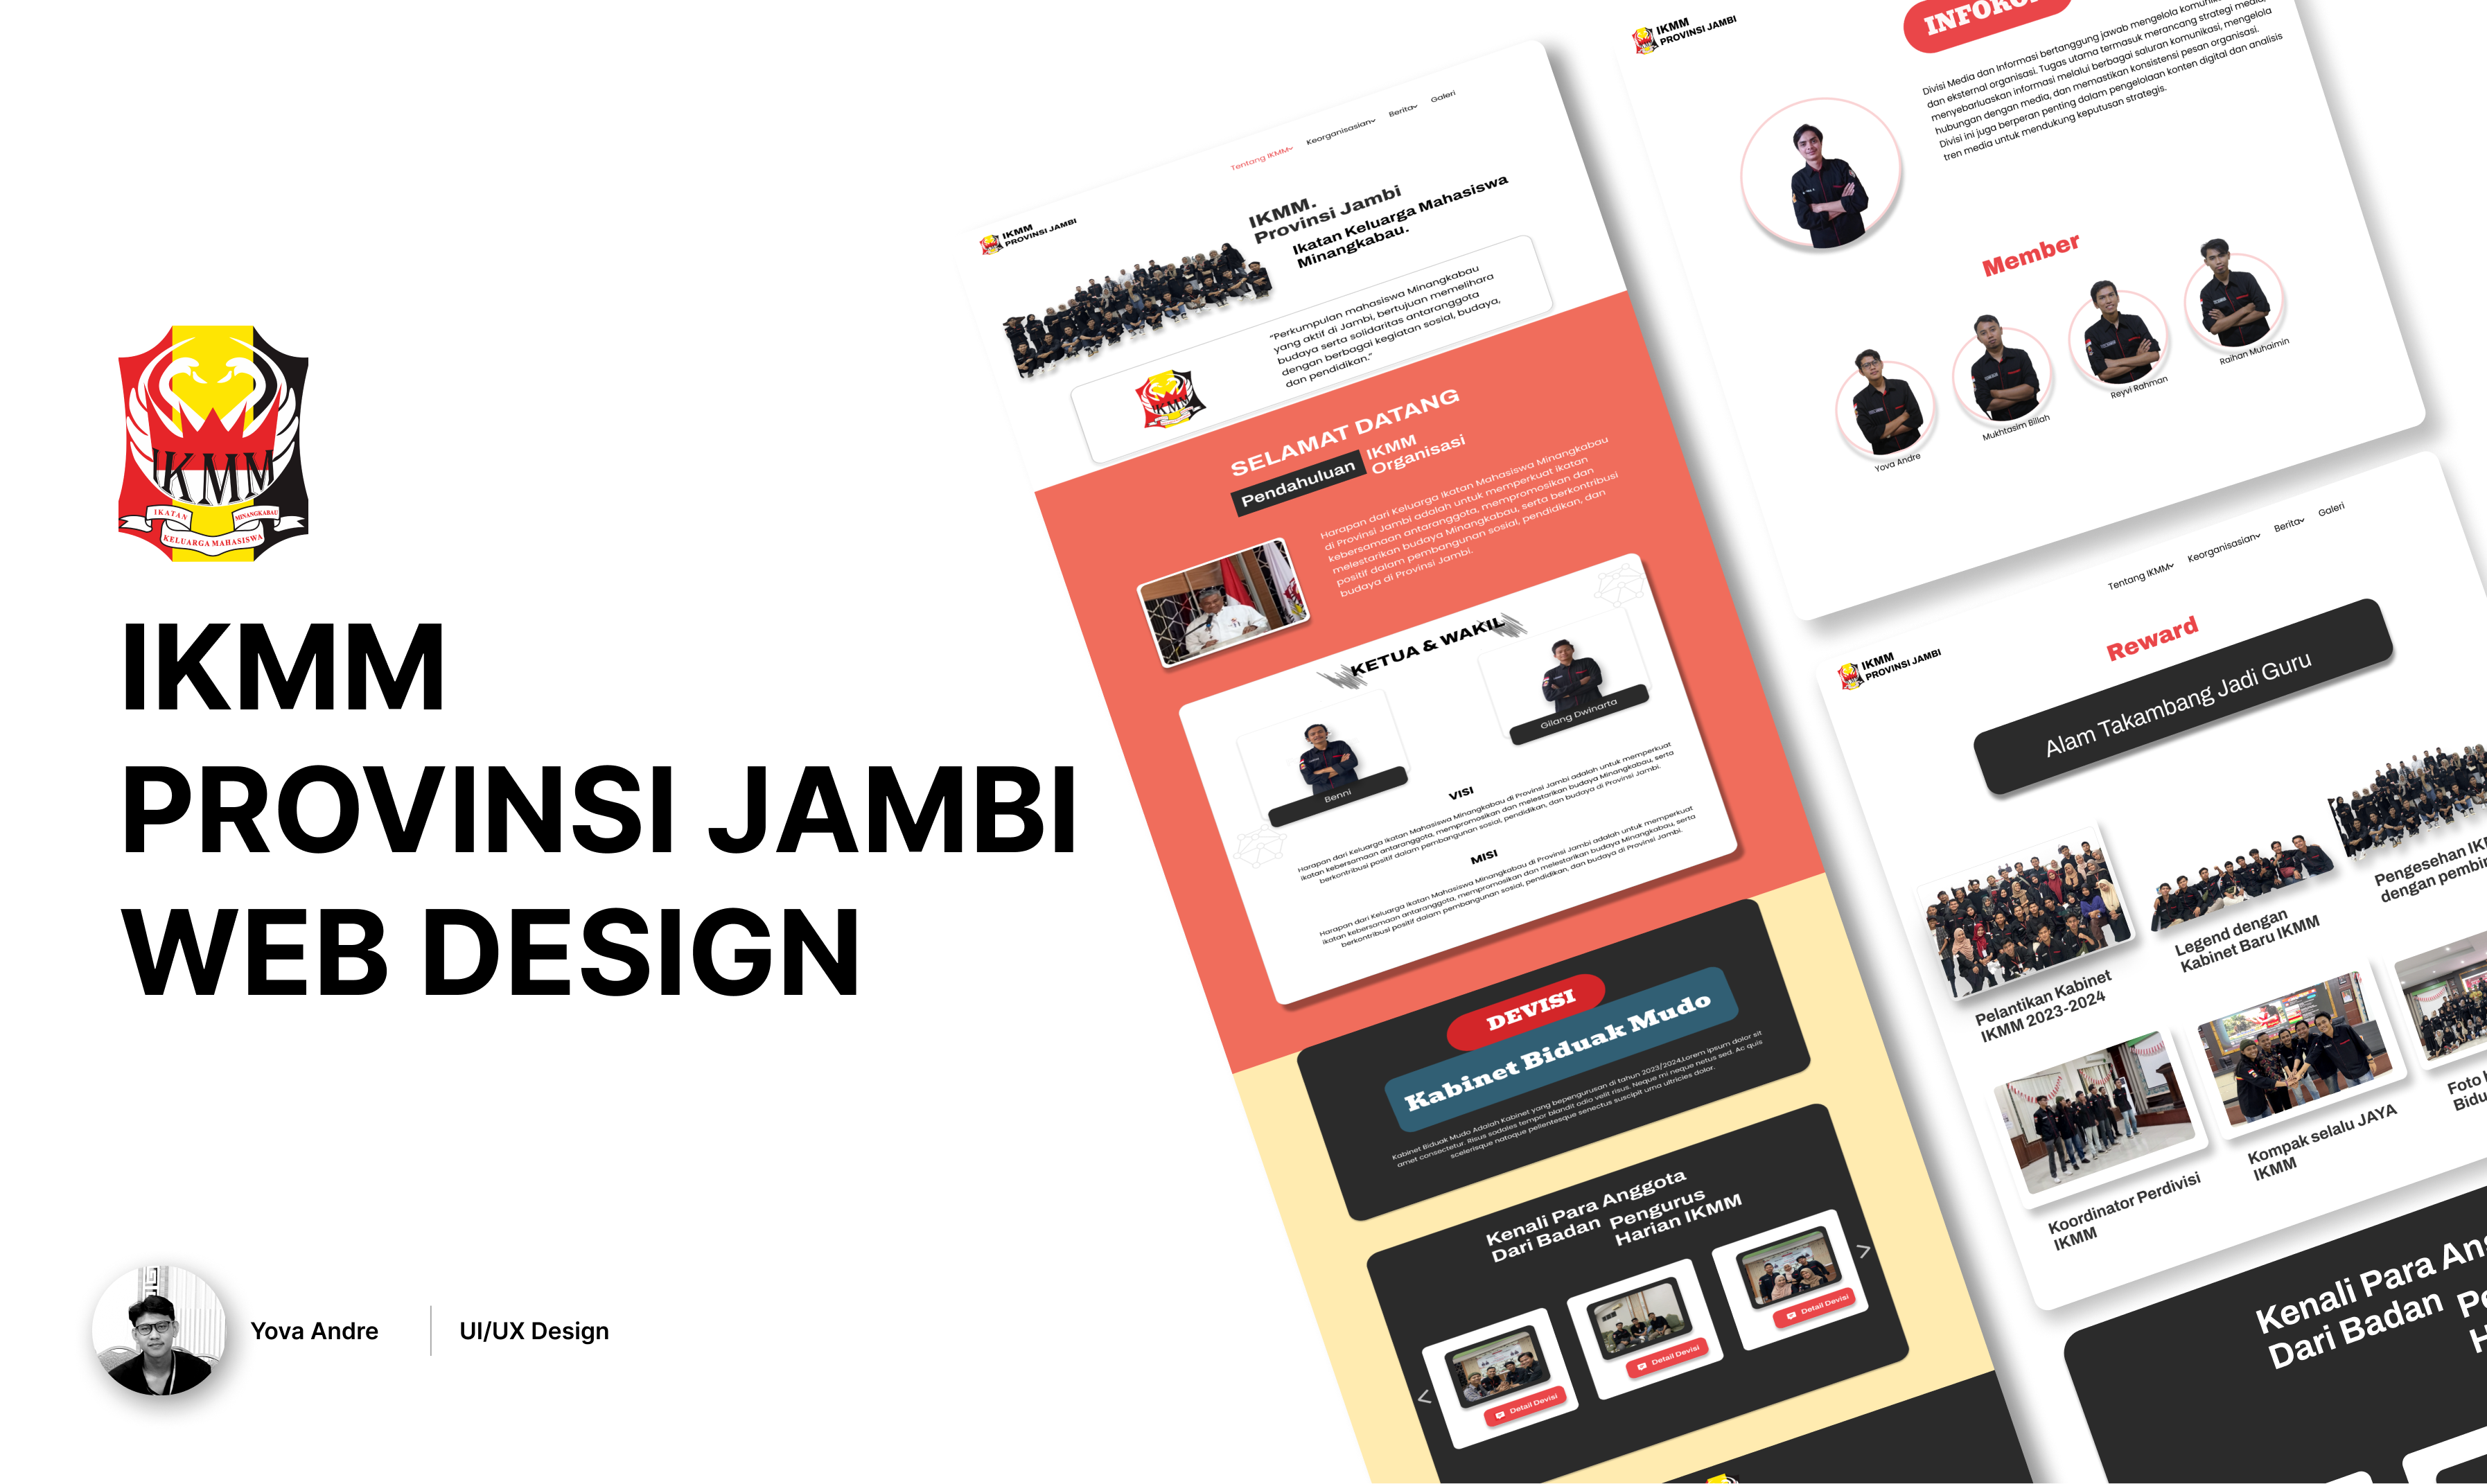 IKMM
IKATAN
MINANGKABAU
KELUARGA MAHASISWA
IKMM
PROVINSI JAMBI
WEB DESIGN
Yova Andre
UI/UX Design
IKMM
PROVINSI JAMBI
Tentang IKMM
Keorganisasian
Berita
Galeri
IKMM.
Provinsi Jambi
Ikatan Keluarga Mahasiswa
Minangkabau.
"Perkumpulan mahasiswa Minangkabau
yang aktif di Jambi, bertujuan memelihara
budaya serta solidaritas antaranggota
dengan berbagai kegiatan sosial, budaya,
dan pendidikan."
IKMM
SELAMAT DATANG
Pendahuluan
IKMM
Organisasi
Harapan dari Keluarga Ikatan Mahasiswa Minangkabau
di Provinsi Jambi adalah untuk memperkuat ikatan
kebersamaan antaranggota, mempromosikan dan
melestarikan budaya Minangkabau, serta berkontribusi
positif dalam pembangunan sosial, pendidikan, dan
budaya di Provinsi Jambi.
KETUA & WAKIL
Benni
Gilang Dwinarta
VISI
Harapan dari Keluarga Ikatan Mahasiswa Minangkabau di Provinsi Jambi adalah untuk memperkuat
ikatan kebersamaan antaranggota, mempromosikan dan melestarikan budaya Minangkabau, serta
berkontribusi positif dalam pembangunan sosial, pendidikan, dan budaya di Provinsi Jambi.
MISI
Harapan dari Keluarga Ikatan Mahasiswa Minangkabau di Provinsi Jambi adalah untuk memperkuat
ikatan kebersamaan antaranggota, mempromosikan dan melestarikan budaya Minangkabau, serta
berkontribusi positif dalam pembangunan sosial, pendidikan, dan budaya di Provinsi Jambi.
DEVISI
Kabinet Biduak Mudo
Kabinet Biduak Mudo Adalah Kabinet yang bepengurusan di tahun 2023/2024,Lorem ipsum dolor sit
amet consectetur. Risus sodales tempor blandit odio velit risus. Neque mi neque netus sed. Ac quis
scelerisque natoque pellentesque senectus suscipit urna ultricies dolor.
Kenali Para Anggota
Dari Badan Pengurus
Harian IKMM
Detail Devisi
Detail Devisi
Detail Devisi
IKMM
PROVINSI JAMBI
Divisi Media dan Informasi bertanggung jawab mengelola
dan eksternal organisasi. Tugas utama termasuk merancang strategi media,
menyebarluaskan informasi melalui berbagai saluran komunikasi, mengelola
hubungan dengan media, dan memastikan konsistensi pesan organisasi.
Divisi ini juga berperan penting dalam pengelolaan konten digital dan analisis
tren media untuk mendukung keputusan strategis.
Member
Yova Andre
Mukhtasim Billah
Reyvi Rahman
Raihan Muhaimin
IKMM
PROVINSI JAMBI
Tentang IKMM
Keorganisasian
Berita
Galeri
Reward
Alam Takambang Jadi Guru
Pelantikan Kabinet
IKMM 2023-2024
Legend dengan
Kabinet Baru IKMM
Pengesehan
dengan
Koordinator Perdivisi
IKMM
Kompak selalu JAYA
IKMM
Foto
Kenali Para
Dari Badan